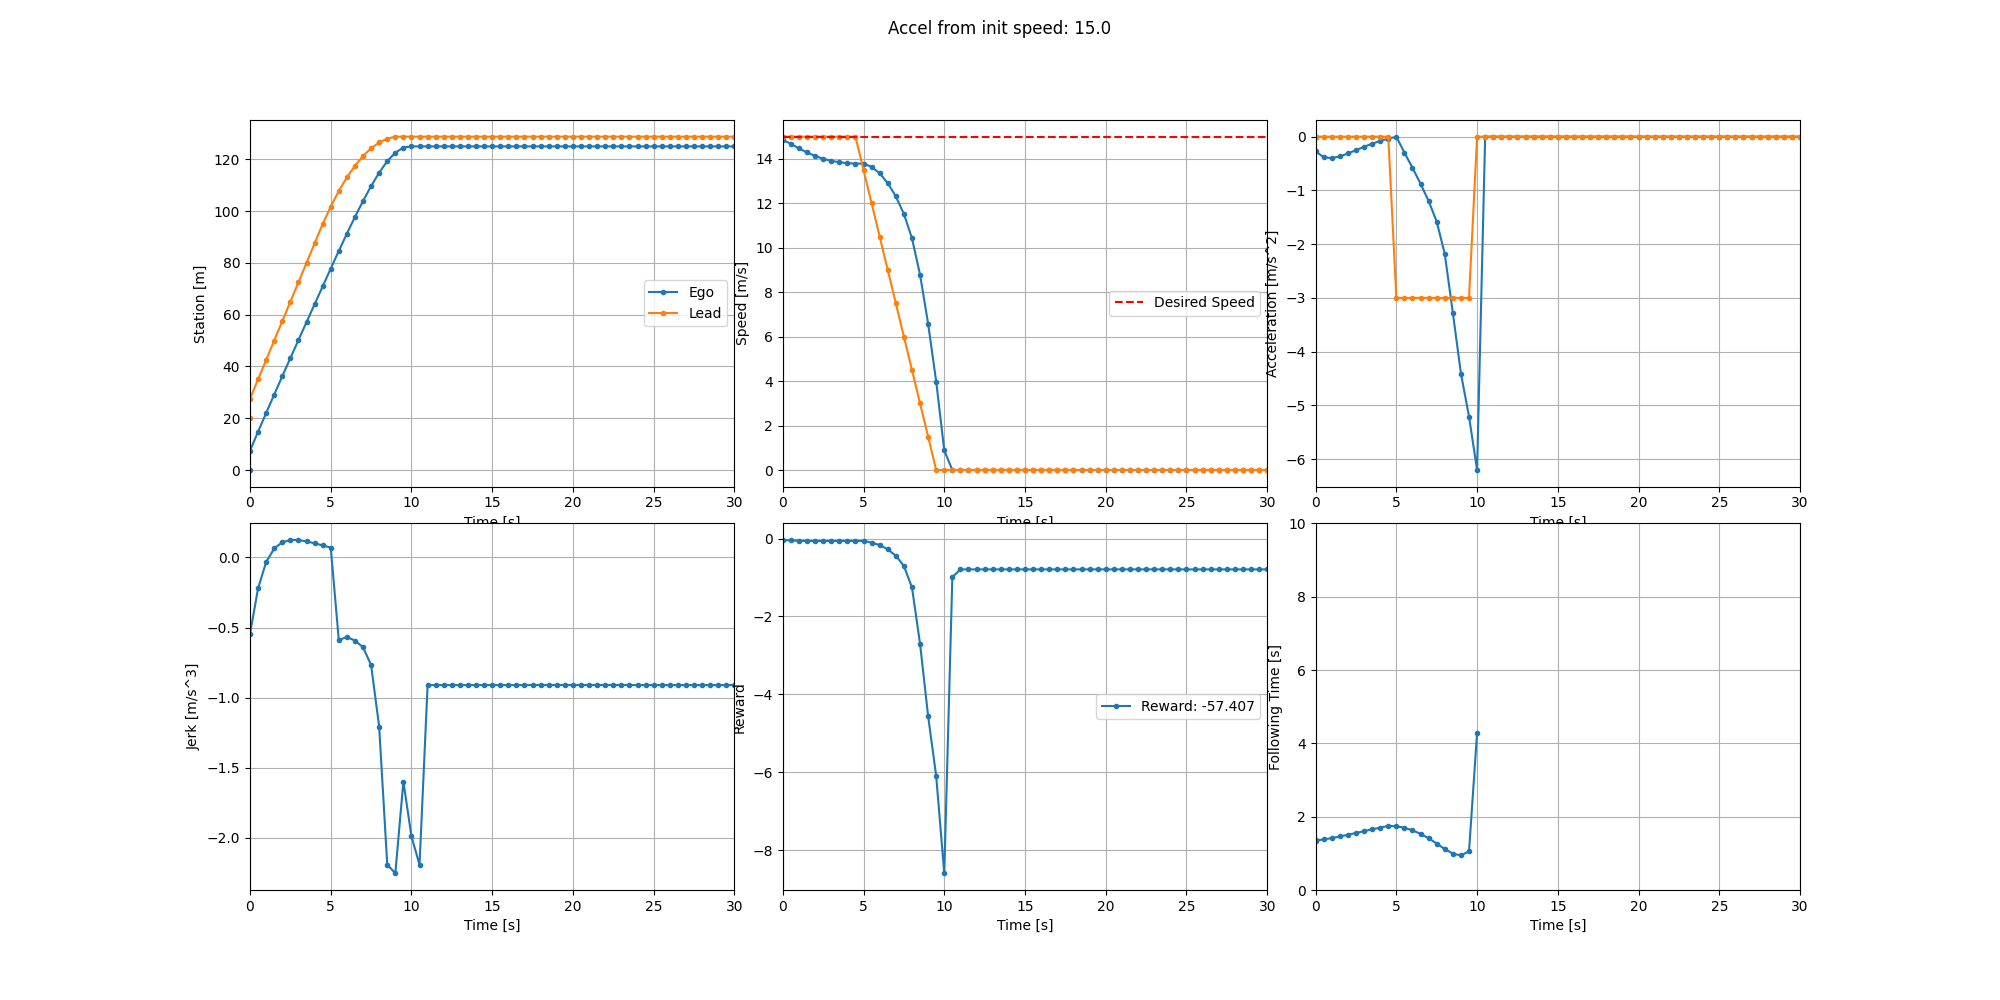 Accel from init speed: 15.0
Station [m]
120
100
80
60
40
20
0
Ego
Lead
0 5 10 15 20 25 30
Time [s]
Speed [m/s]
14
12
10
8
6
4
2
0
Desired Speed
0 5 10 15 20 25 30
Time [s]
Acceleration [m/s^2]
0
−1
−2
−3
−4
−5
−6
0 5 10 15 20 25 30
Time [s]
Jerk [m/s^3]
0.0
−0.5
−1.0
−1.5
−2.0
0 5 10 15 20 25 30
Time [s]
Reward
0
−2
−4
−6
−8
Reward: -57.407
0 5 10 15 20 25 30
Time [s]
Following Time [s]
10
8
6
4
2
0
0 5 10 15 20 25 30
Time [s]